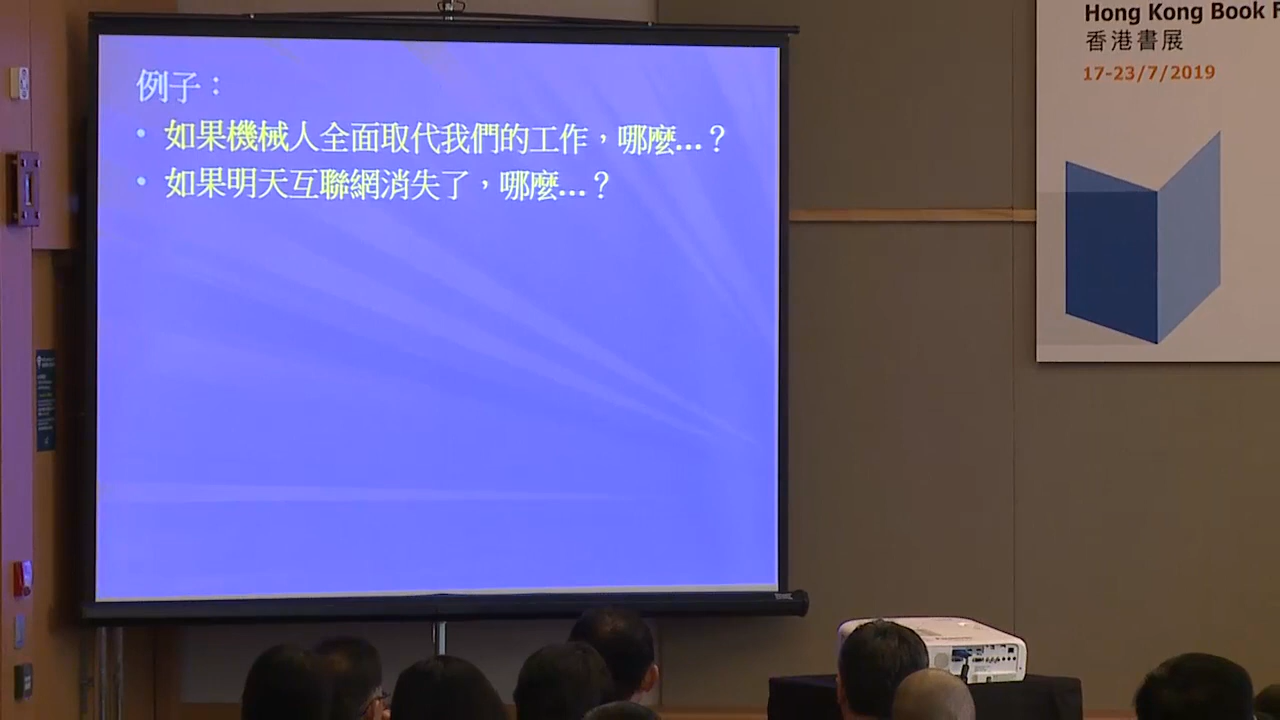 例子：
• 如果機械人全面取代我們的工作，哪麼...？
• 如果明天互聯網消失了，哪麼...？
Hong Kong Book F
香港書展
17-23/7/2019